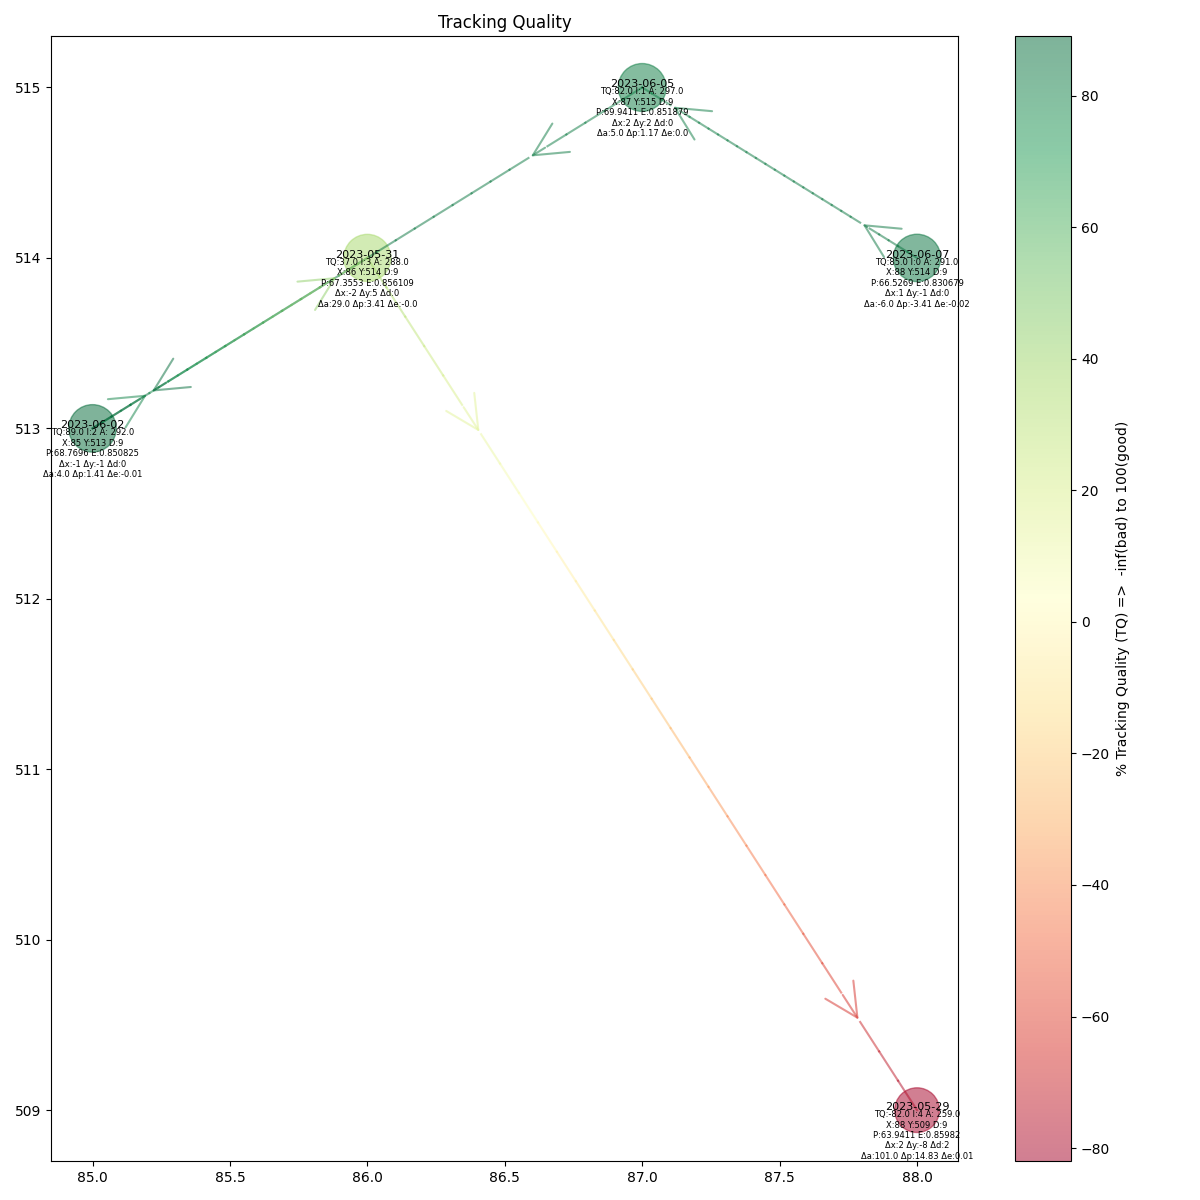 Tracking Quality
515
514
513
512
511
510
509
85.0
85.5
86.0
86.5
87.0
87.5
88.0
2023-06-05
TQ:82.0 I:1 A: 297.0
X:87 Y:515 D:9
P:69.9411 E:0.851879
Δx:2 Δy:2 Δd:0
Δa:5.0 Δp:1.17 Δe:0.0
2023-05-31
TQ:37.0 I:3 A: 288.0
X:86 Y:514 D:9
P:67.3553 E:0.856109
Δx:-2 Δy:5 Δd:0
Δa:29.0 Δp:3.41 Δe:-0.0
2023-06-07
TQ:85.0 I:0 A: 291.0
X:88 Y:514 D:9
P:66.5269 E:0.830679
Δx:1 Δy:-1 Δd:0
Δa:-6.0 Δp:-3.41 Δe:-0.02
2023-06-02
TQ:89.0 I:2 A: 292.0
X:85 Y:513 D:9
P:68.7696 E:0.850825
Δx:-1 Δy:-1 Δd:0
Δa:4.0 Δp:1.41 Δe:-0.01
2023-05-29
TQ:-82.0 I:4 A: 259.0
X:88 Y:509 D:9
P:63.9411 E:0.85982
Δx:2 Δy:-8 Δd:2
Δa:101.0 Δp:14.83 Δe:0.01
80
60
40
20
0
−20
−40
−60
−80
% Tracking Quality (TQ) => -inf(bad) to 100(good)